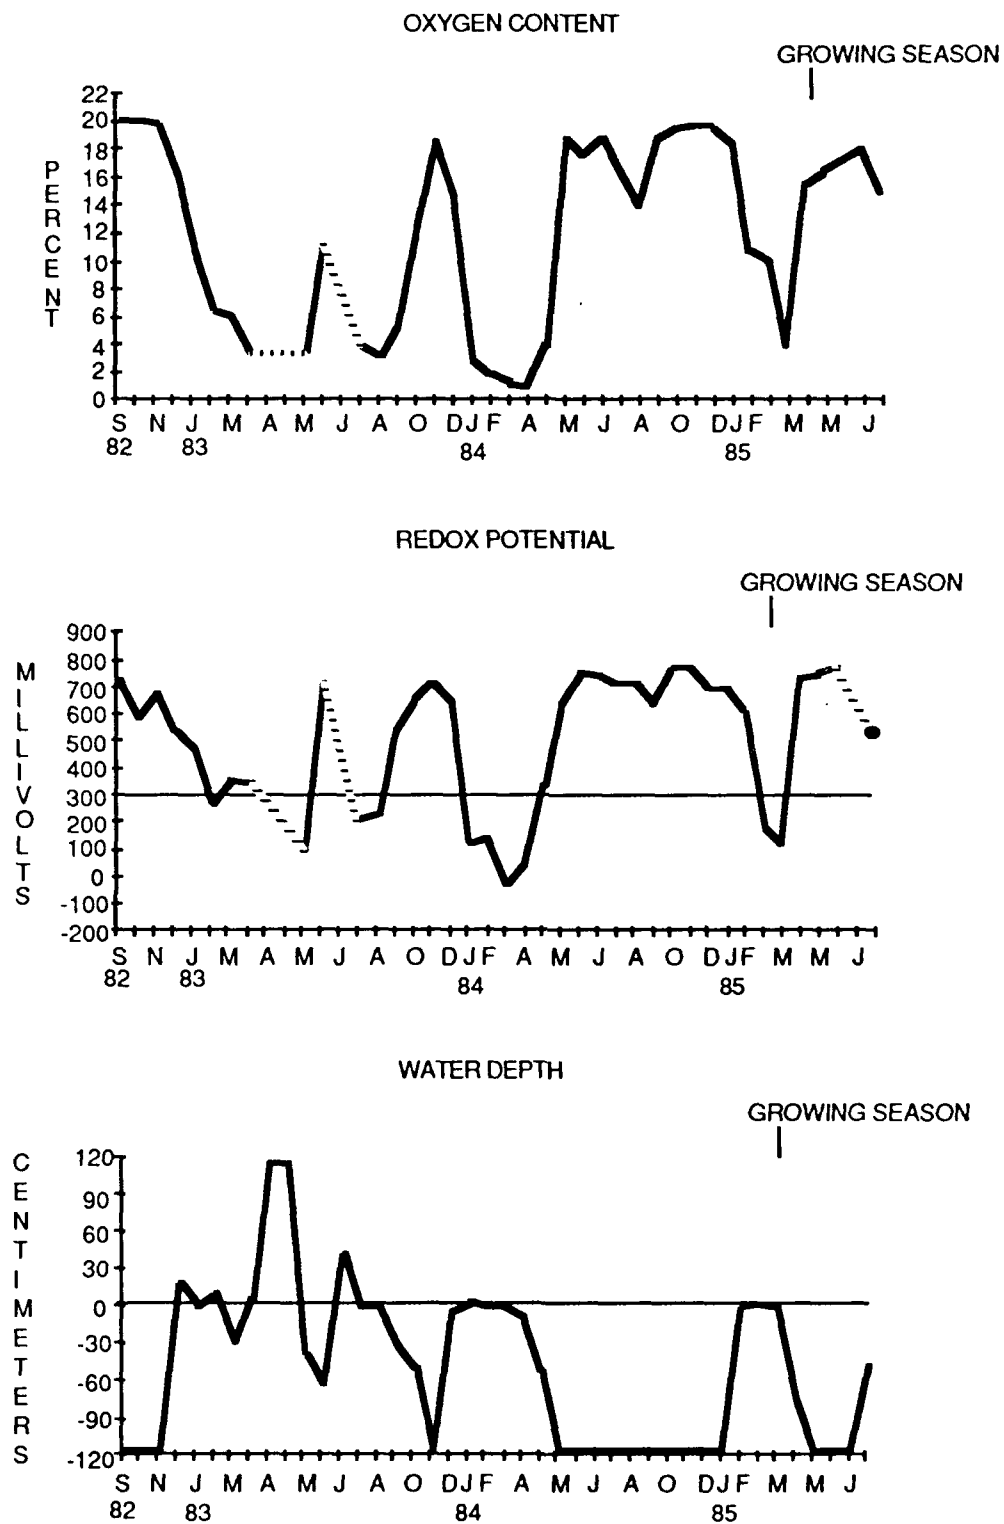 OXYGEN CONTENT
GROWING SEASON
PERCENT
22
20
18
16
14
12
10
8
6
4
2
0
S N J M A M J A O D J F A M J A O D J F M M J
82 83 84 85
REDOX POTENTIAL
GROWING SEASON
MILLIVOLTS
900
800
700
600
500
400
300
200
100
0
-100
-200
S N J M A M J A O D J F A M J A O D J F M M J
82 83 84 85
WATER DEPTH
GROWING SEASON
CENTIMETERS
120
90
60
30
0
-30
-60
-90
-120
S N J M A M J A O D J F A M J A O D J F M M J
82 83 84 85